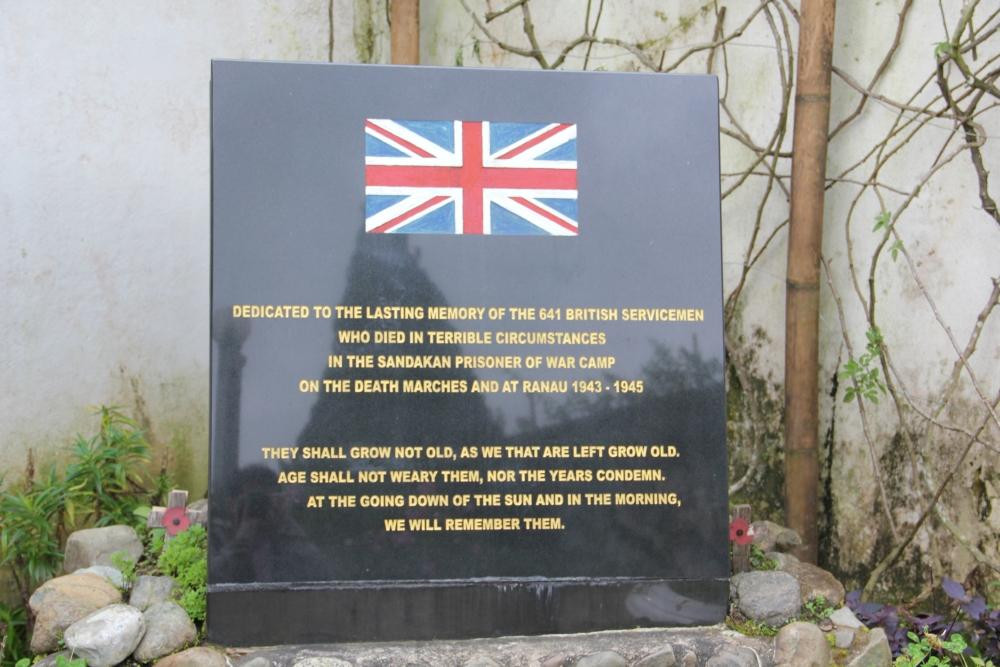 DEDICATED TO THE LASTING MEMORY OF THE 641 BRITISH SERVICEMEN
WHO DIED IN TERRIBLE CIRCUMSTANCES
IN THE SANDAKAN PRISONER OF WAR CAMP
ON THE DEATH MARCHES AND AT RANAU 1943 - 1945
THEY SHALL GROW NOT OLD, AS WE THAT ARE LEFT GROW OLD.
AGE SHALL NOT WEARY THEM, NOR THE YEARS CONDEMN.
AT THE GOING DOWN OF THE SUN AND IN THE MORNING,
WE WILL REMEMBER THEM.